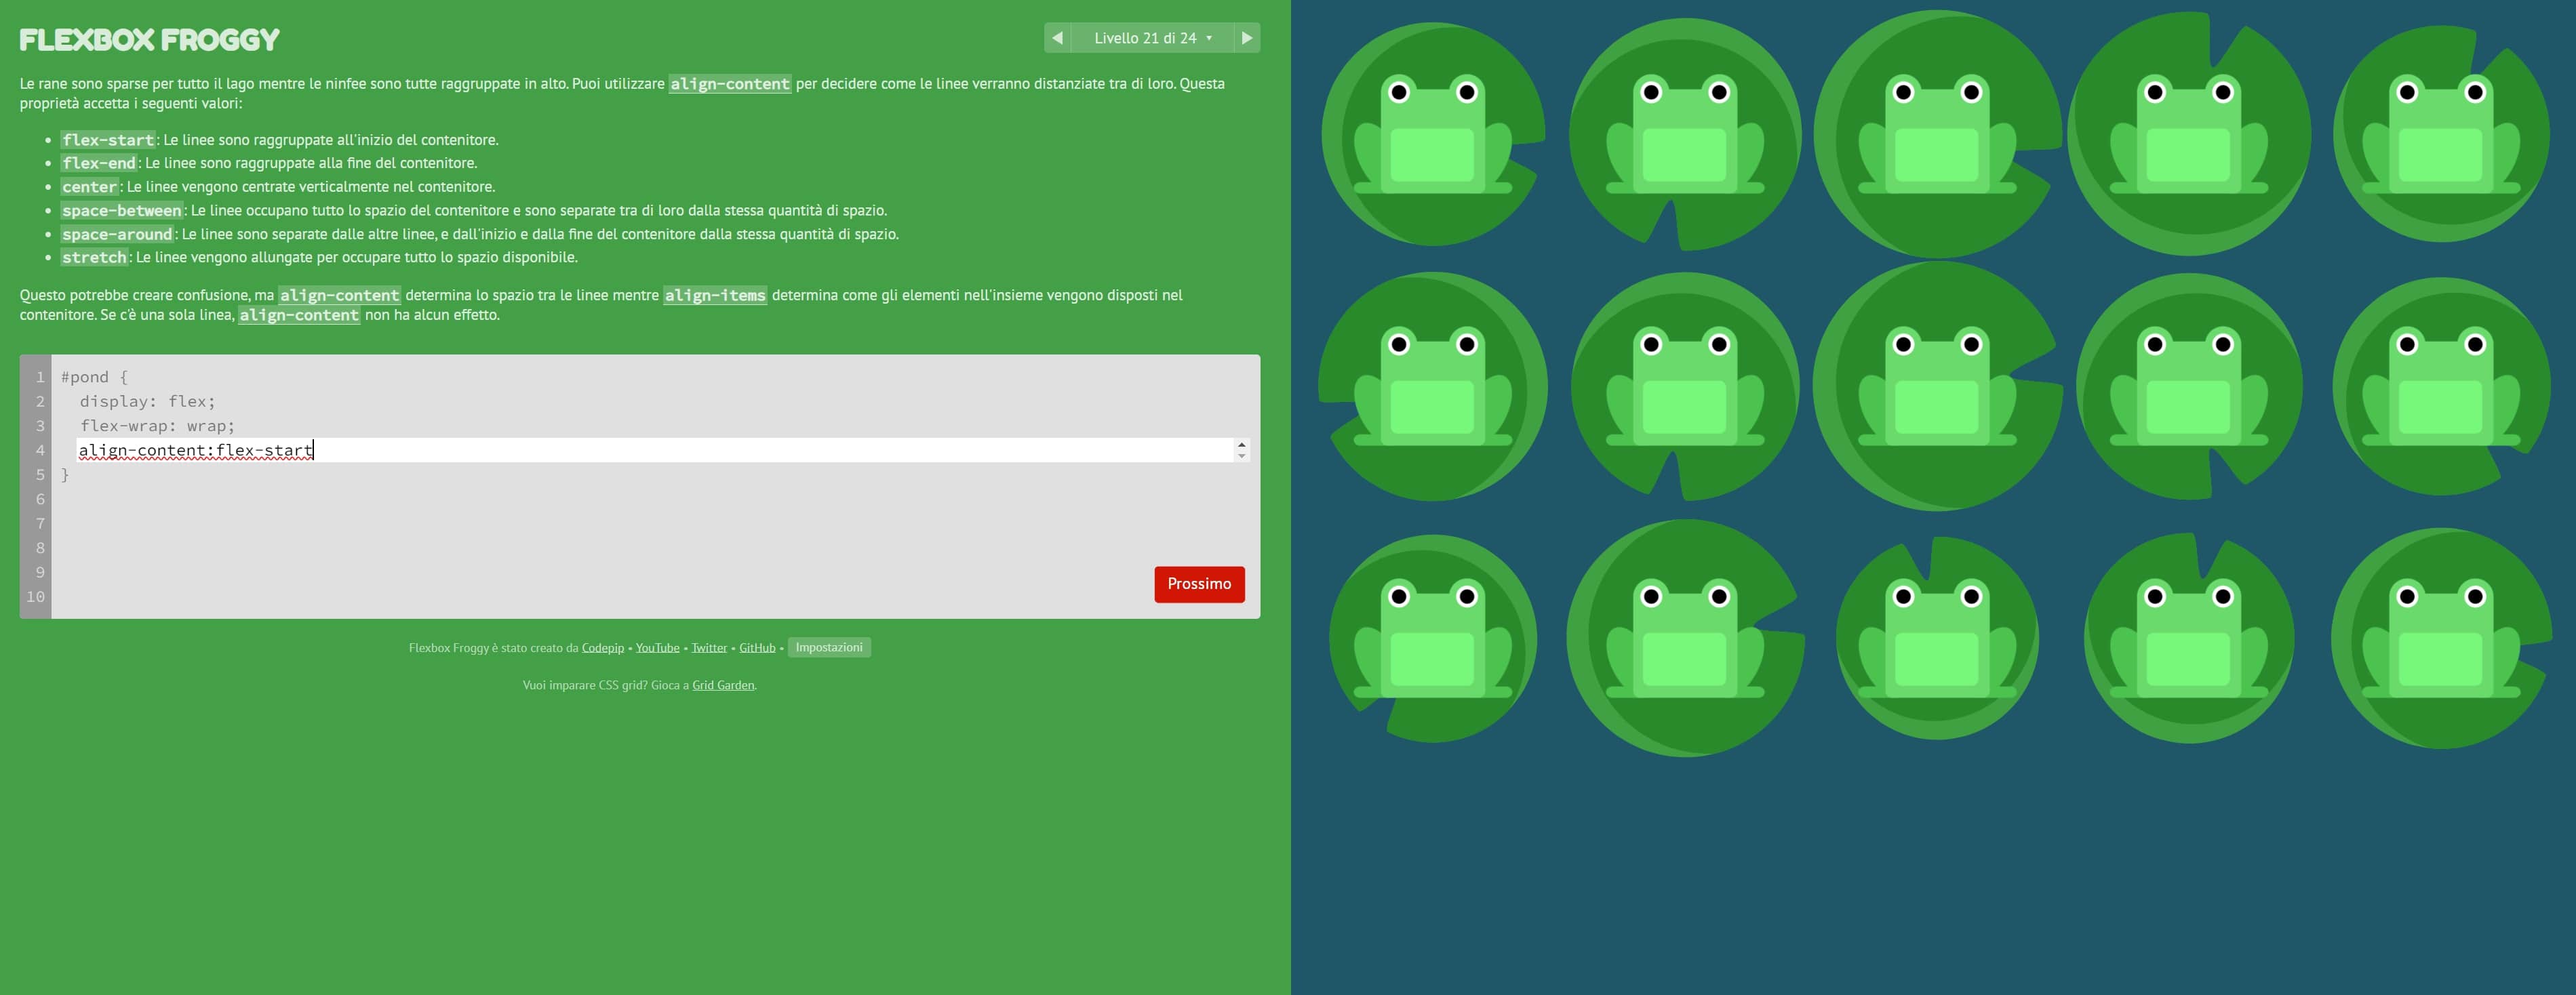 FLEXBOX FROGGY
Livello 21 di 24
Le rane sono sparse per tutto il lago mentre le ninfee sono tutte raggruppate in alto. Puoi utilizzare align-content per decidere come le linee verranno distanziate tra di loro. Questa
proprietà accetta i seguenti valori:
• flex-start: Le linee sono raggruppate all'inizio del contenitore.
• flex-end: Le linee sono raggruppate alla fine del contenitore.
• center: Le linee vengono centrate verticalmente nel contenitore.
• space-between: Le linee occupano tutto lo spazio del contenitore e sono separate tra di loro dalla stessa quantità di spazio.
• space-around: Le linee sono separate dalle altre linee, e dall'inizio e dalla fine del contenitore dalla stessa quantità di spazio.
• stretch: Le linee vengono allungate per occupare tutto lo spazio disponibile.
Questo potrebbe creare confusione, ma align-content determina lo spazio tra le linee mentre align-items determina come gli elementi nell'insieme vengono disposti nel
contenitore. Se c'è una sola linea, align-content non ha alcun effetto.
1 #pond {
2 display: flex;
3 flex-wrap: wrap;
4 align-content:flex-start
5 }
6
7
8
9
10
Prossimo
Flexbox Froggy è stato creato da Codepip • YouTube • Twitter • GitHub • Impostazioni
Vuoi imparare CSS grid? Gioca a Grid Garden.